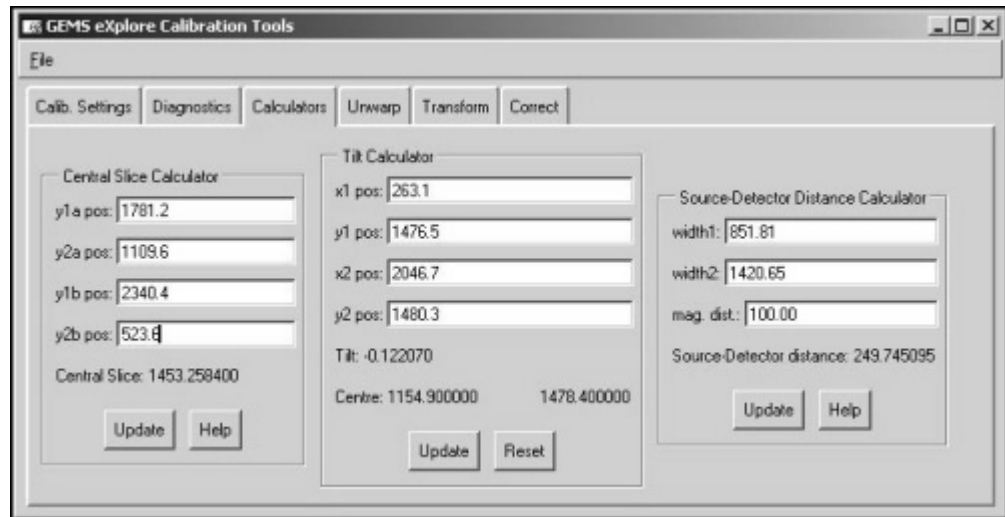 GEMS eXplore Calibration Tools
File
Calib. Settings Diagnostics Calculators Unwarp Transform Correct
Central Slice Calculator
y1a pos: 1781.2
y2a pos: 1109.6
y1b pos: 2340.4
y2b pos: 523.6
Central Slice: 1453.258400
Update Help
Tilt Calculator
x1 pos: 263.1
y1 pos: 1476.5
x2 pos: 2046.7
y2 pos: 1480.3
Tilt: -0.122070
Centre: 1154.900000 1478.400000
Update Reset
Source-Detector Distance Calculator
width1: 851.81
width2: 1420.65
mag. dist.: 100.00
Source-Detector distance: 249.745095
Update Help